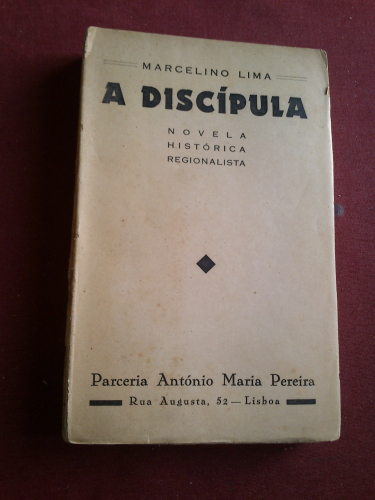 MARCELINO LIMA
A DISCÍPULA
NOVELA
HISTÓRICA
REGIONALISTA
Parceria António Maria Pereira
Rua Augusta, 52 — Lisboa